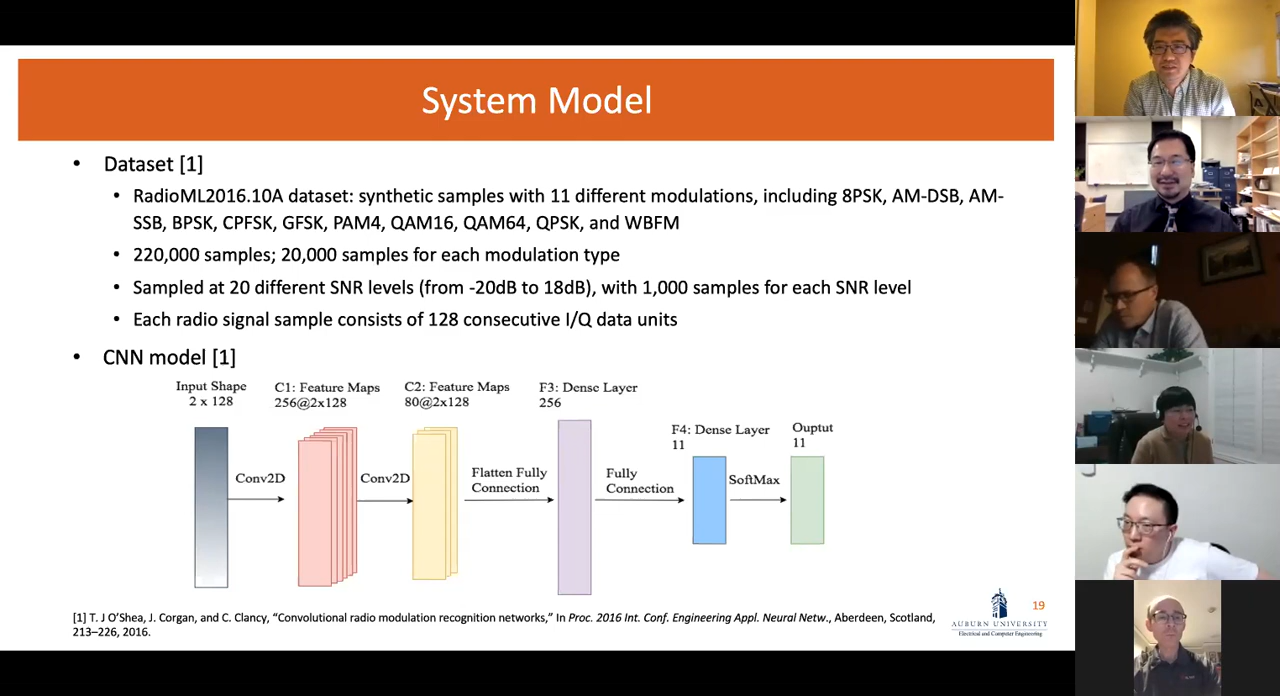 System Model
• Dataset [1]
• RadioML2016.10A dataset: synthetic samples with 11 different modulations, including 8PSK, AM-DSB, AM-
SSB, BPSK, CPFSK, GFSK, PAM4, QAM16, QAM64, QPSK, and WBFM
• 220,000 samples; 20,000 samples for each modulation type
• Sampled at 20 different SNR levels (from -20dB to 18dB), with 1,000 samples for each SNR level
• Each radio signal sample consists of 128 consecutive I/Q data units
• CNN model [1]
Input Shape
2 x 128
C1: Feature Maps
256@2x128
C2: Feature Maps
80@2x128
F3: Dense Layer
256
F4: Dense Layer
11
Ouptut
11
Conv2D
Conv2D
Flatten Fully
Connection
Fully
Connection
SoftMax
[1] T. J O’Shea, J. Corgan, and C. Clancy, “Convolutional radio modulation recognition networks,” In Proc. 2016 Int. Conf. Engineering Appl. Neural Netw., Aberdeen, Scotland,
213–226, 2016.
19
AUBURN UNIVERSITY
Electrical and Computer Engineering